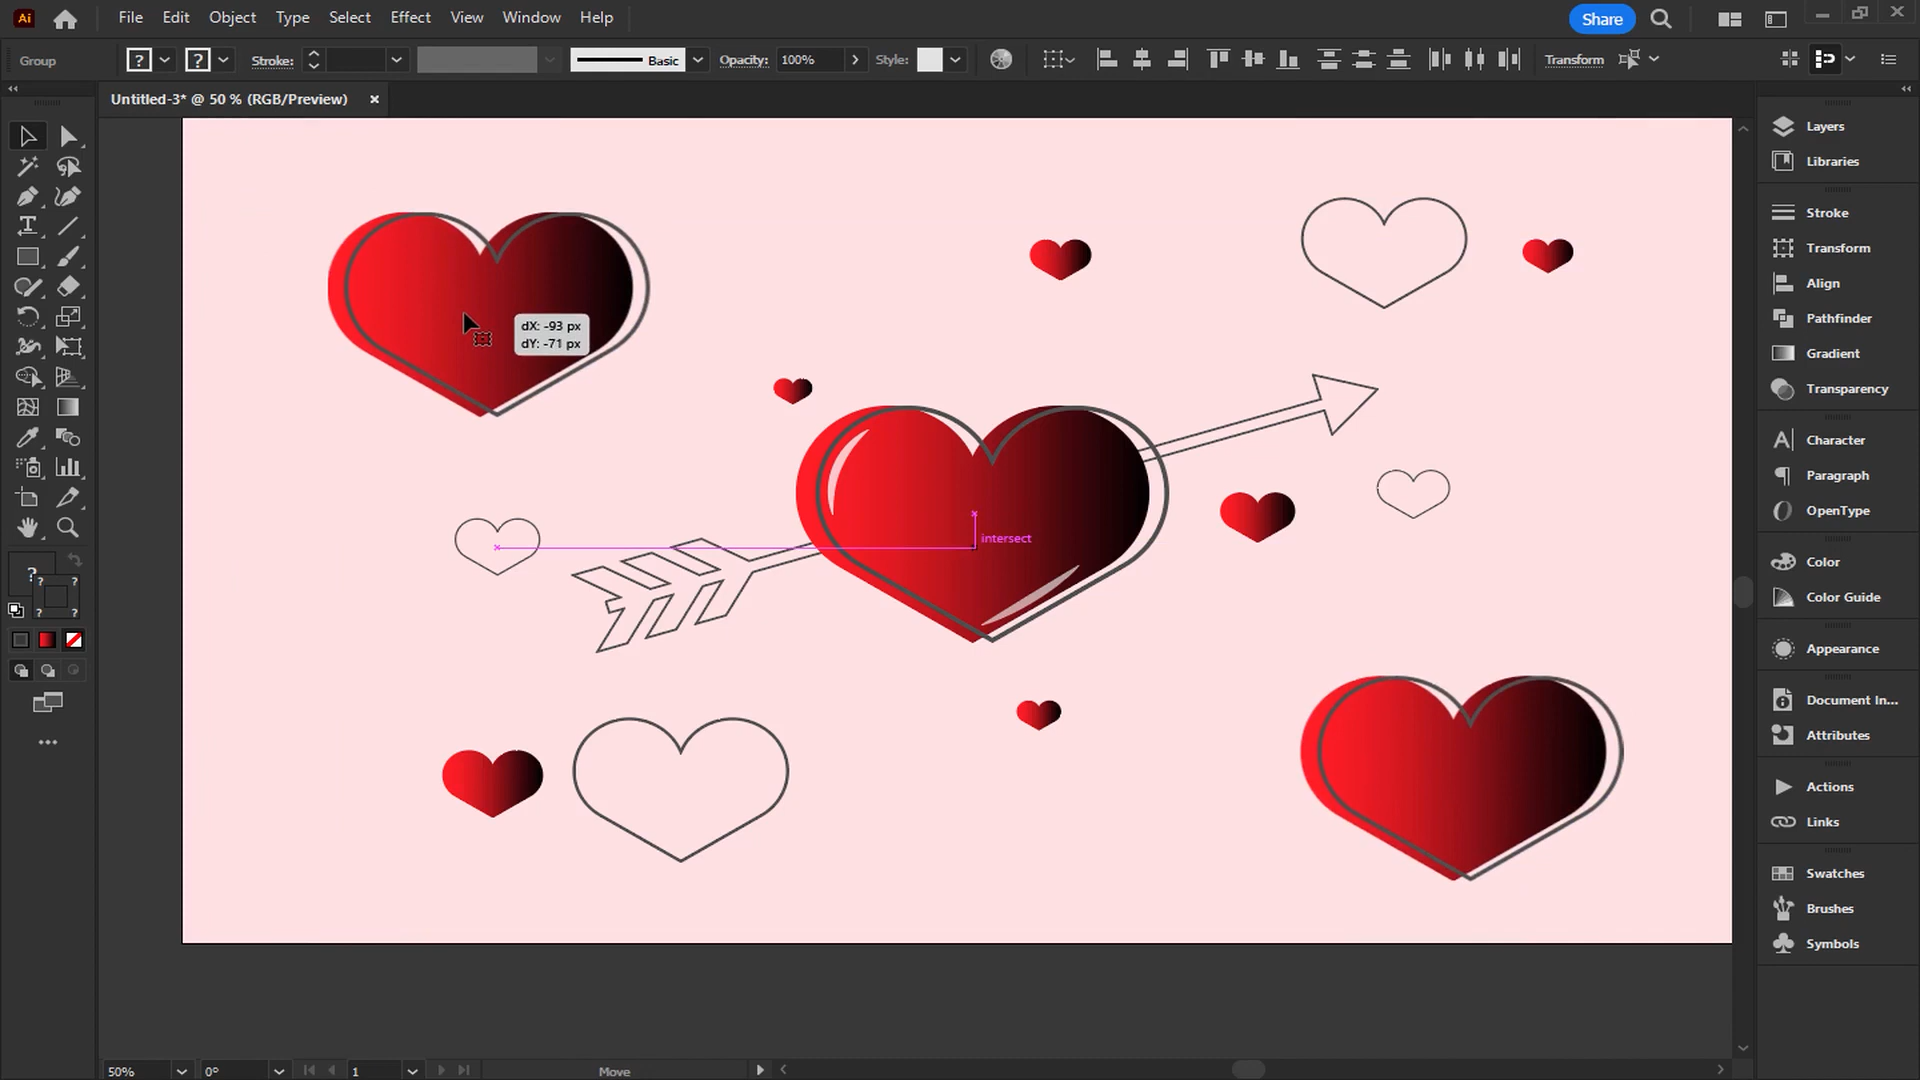 Ai File Edit Object Type Select Effect View Window Help Share
Group ? ? Stroke: Basic Opacity: 100% Style: Transform
Untitled-3* @ 50 % (RGB/Preview) ×
Layers
Libraries
Stroke
Transform
Align
Pathfinder
Gradient
Transparency
Character
Paragraph
OpenType
Color
Color Guide
Appearance
Document In...
Attributes
Actions
Links
Swatches
Brushes
Symbols
dX: -93 px
dY: -71 px
intersect
?
? ?
? ?
50% 0° 1 Move